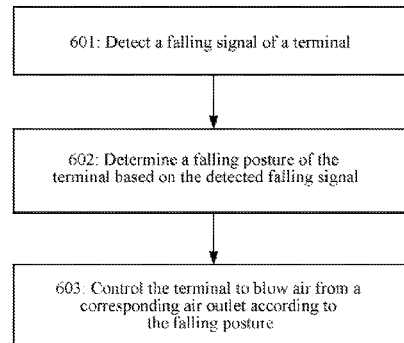 601: Detect a falling signal of a terminal
602: Determine a falling posture of the
terminal based on the detected falling signal
603: Control the terminal to blow air from a
corresponding air outlet according to
the falling posture